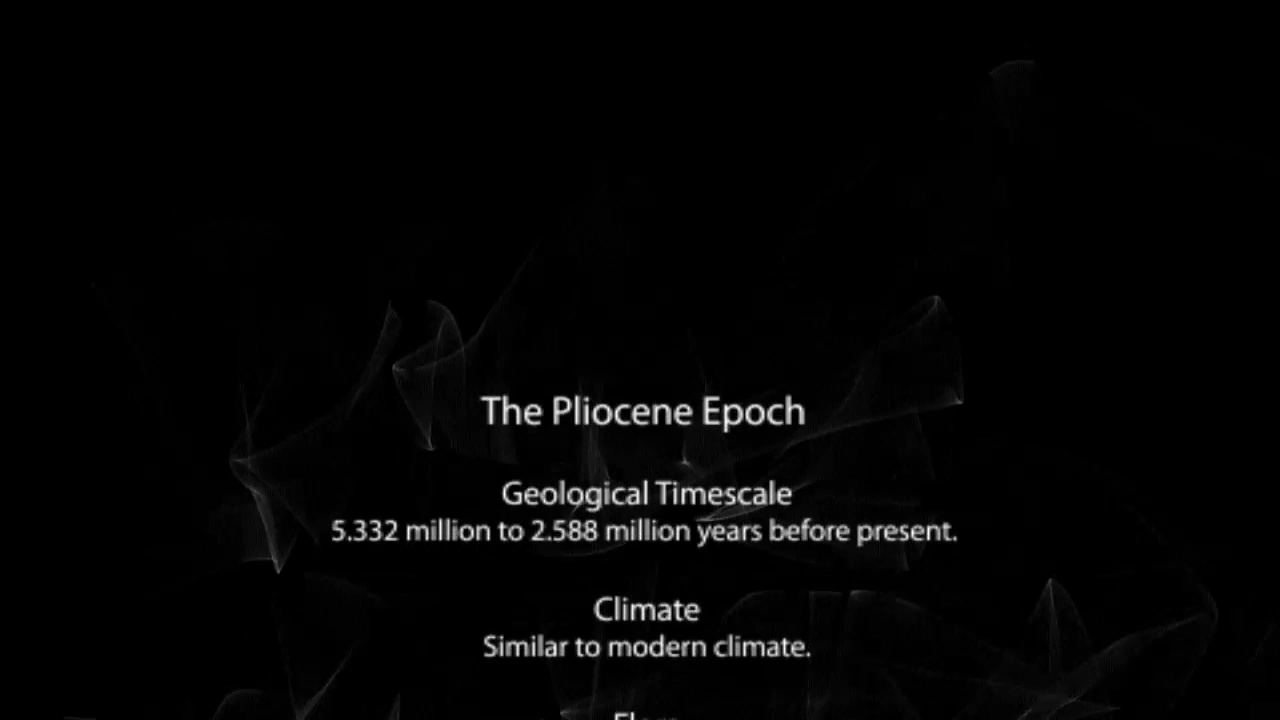 The Pliocene Epoch
Geological Timescale
5.332 million to 2.588 million years before present.
Climate
Similar to modern climate.